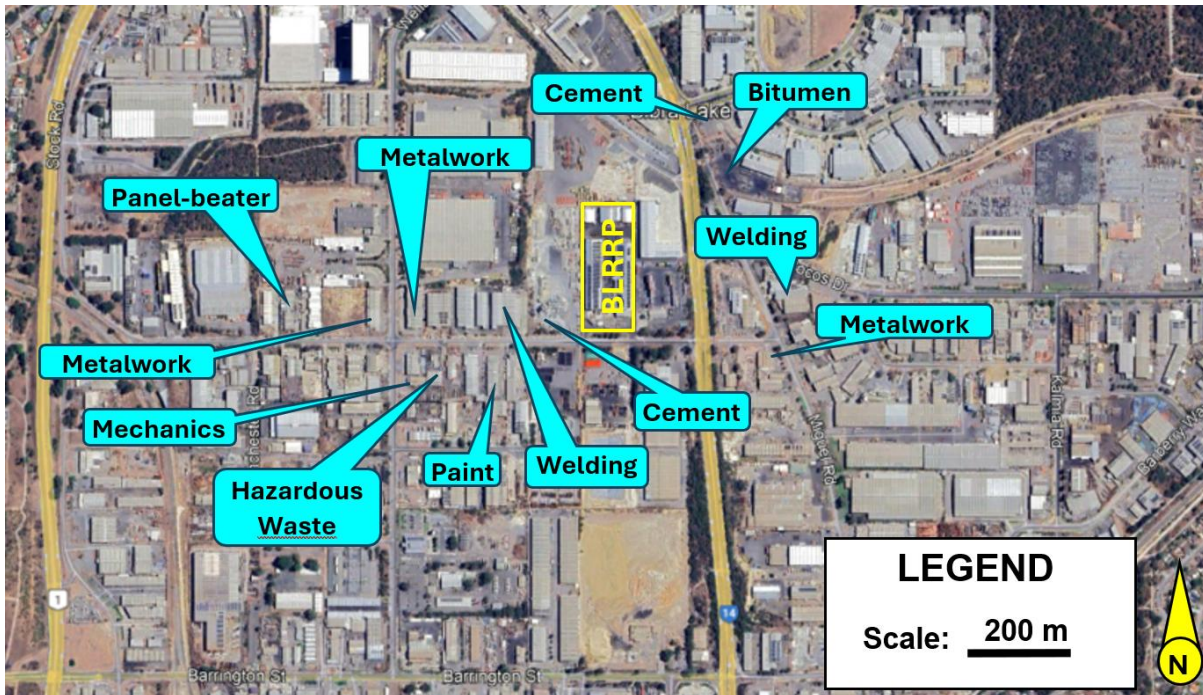 Cement
Bitumen
Metalwork
Panel-beater
Stock Rd
Welding
BLRRP
Metalwork
Metalwork
Mechanics
Cement
Paint
Welding
Hazardous
Waste
Miguel Rd
Kalmia Rd
LEGEND
Scale: 200 m
1
14
N
Barrington St
Barrington St